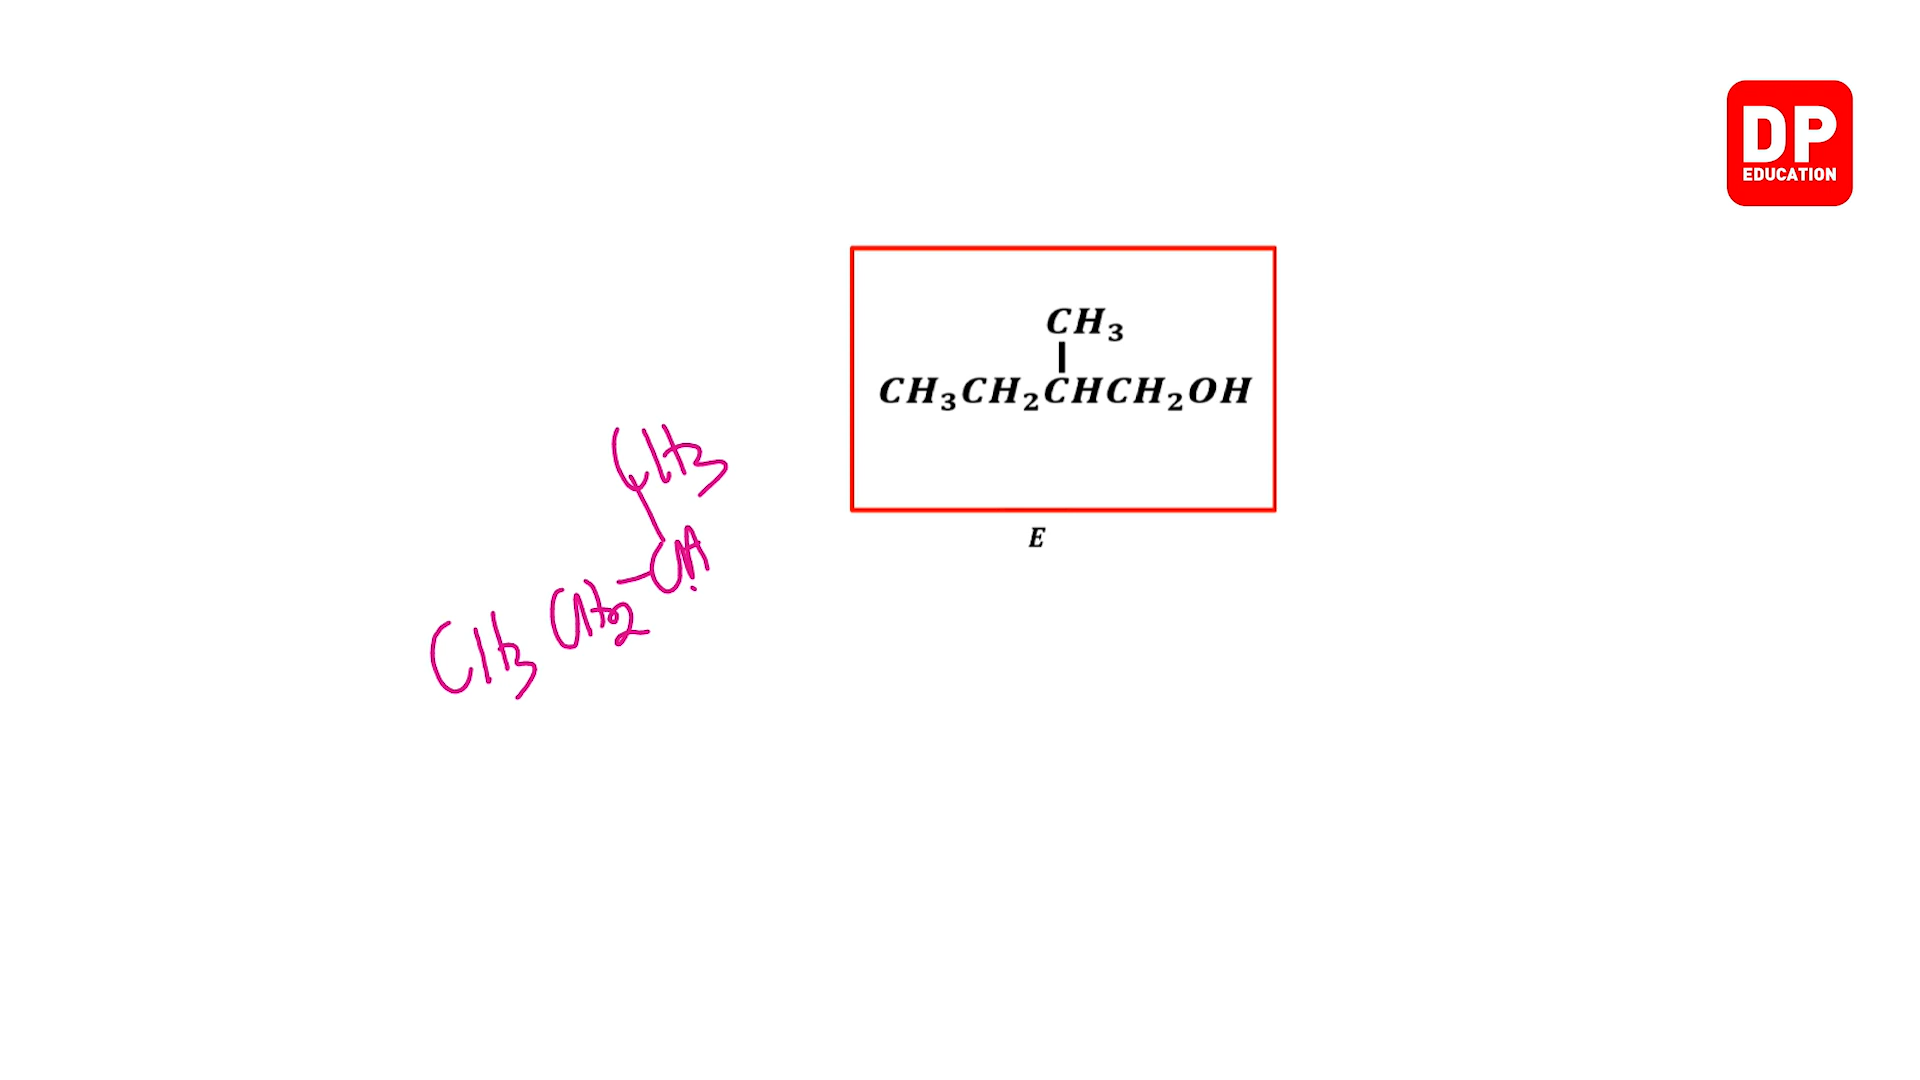 DP
EDUCATION
CH₃
|
CH₃CH₂CHCH₂OH
E
CH3
CH
CH3 CH2